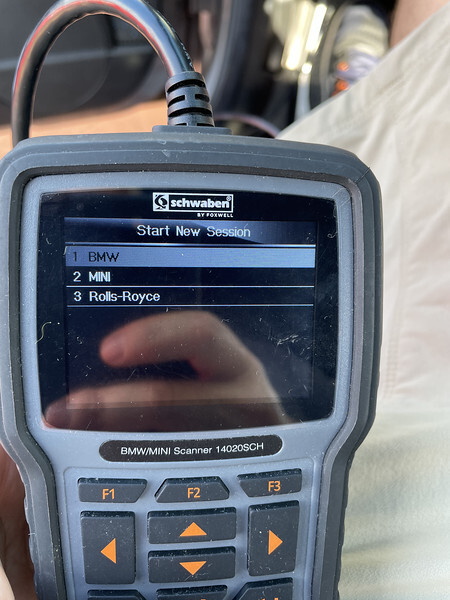 schwaben
BY FOXWELL
Start New Session
1 BMW
2 MINI
3 Rolls-Royce
BMW/MINI Scanner 14020SCH
F1 F2 F3